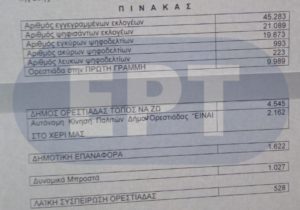 ΠΙΝΑΚΑΣ
Αριθμός εγγεγραμμένων εκλογέων 45.283
Αριθμός ψηφισάντων εκλογέων 21.089
Αριθμός εγκύρων ψηφοδελτίων 19.873
Αριθμός ακύρων ψηφοδελτίων 993
Αριθμός λευκών ψηφοδελτίων 223
Ορεστιάδα στην ΠΡΩΤΗ ΓΡΑΜΜΗ 9.989
ΔΗΜΟΣ ΟΡΕΣΤΙΑΔΑΣ ΤΟΠΟΣ ΝΑ ΖΩ 4.545
Αυτόνομη Κίνηση Πολιτών Δήμου Ορεστιάδας "ΕΙΝΑΙ 2.162
ΣΤΟ ΧΕΡΙ ΜΑΣ
ΔΗΜΟΤΙΚΗ ΕΠΑΝΑΦΟΡΑ 1.622
Δυναμικά Μπροστά 1.027
ΛΑΪΚΗ ΣΥΣΠΕΙΡΩΣΗ ΟΡΕΣΤΙΑΔΑΣ 528
ΕΡΤ